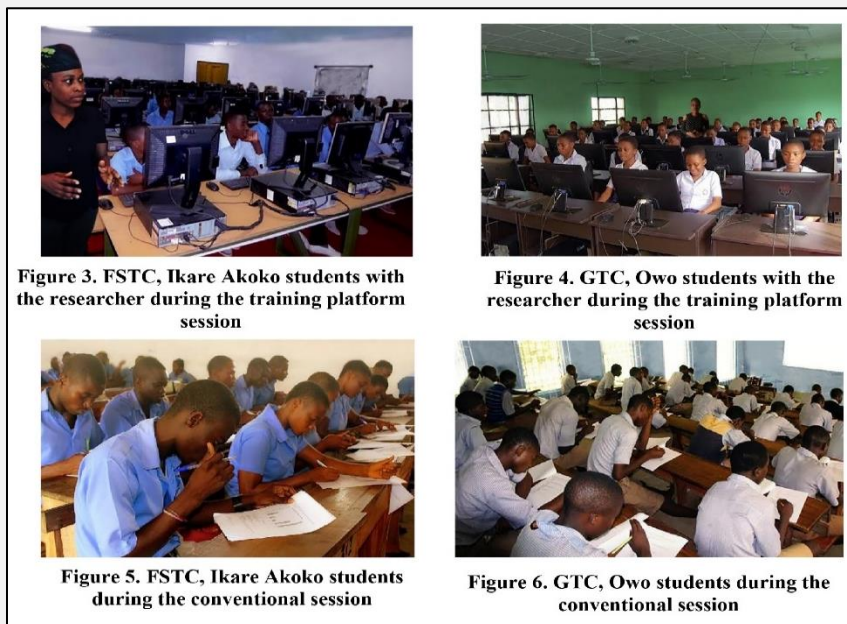 Figure 3. FSTC, Ikare Akoko students with
the researcher during the training platform
session
Figure 4. GTC, Owo students with the
researcher during the training platform
session
Figure 5. FSTC, Ikare Akoko students
during the conventional session
Figure 6. GTC, Owo students during the
conventional session